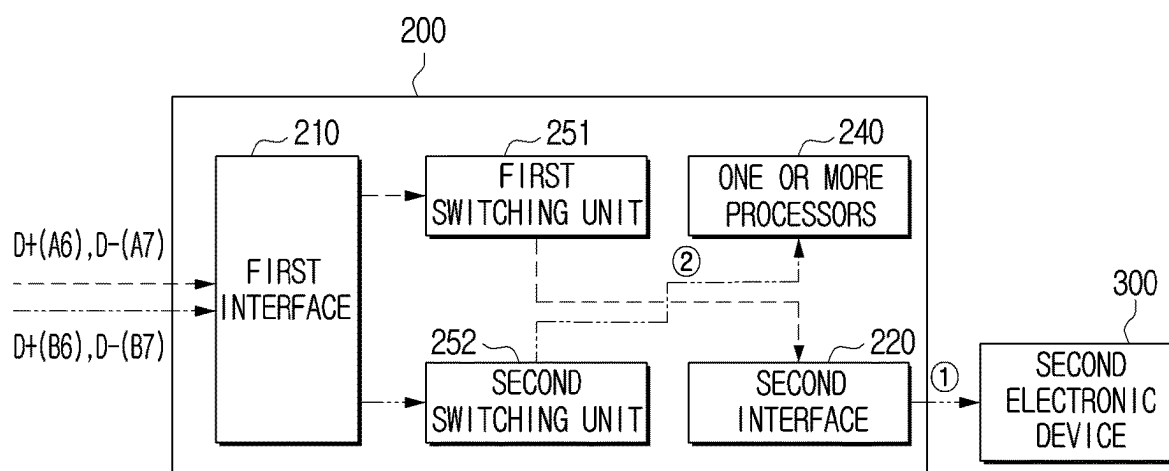 200
210
251
240
FIRST
SWITCHING UNIT
ONE OR MORE
PROCESSORS
D+(A6),D-(A7)
FIRST
INTERFACE
②
300
D+(B6),D-(B7)
252
220
①
SECOND
SWITCHING UNIT
SECOND
INTERFACE
SECOND
ELECTRONIC
DEVICE